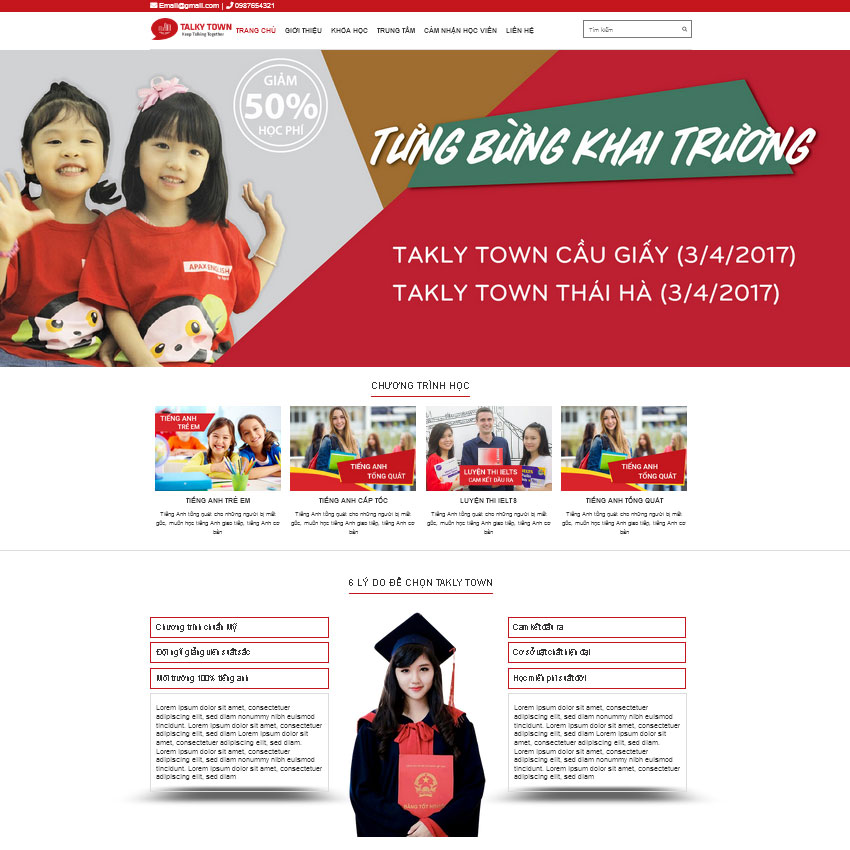 Email@gmail.com | 0987654321
TALKY TOWN
Keep Talking Together
TRANG CHỦ GIỚI THIỆU KHÓA HỌC TRUNG TÂM CẢM NHẬN HỌC VIÊN LIÊN HỆ
Tìm kiếm
GIẢM
50%
HỌC PHÍ
TƯNG BỪNG KHAI TRƯƠNG
TAKLY TOWN CẦU GIẤY (3/4/2017)
TAKLY TOWN THÁI HÀ (3/4/2017)
APAX ENGLISH
CHƯƠNG TRÌNH HỌC
TIẾNG ANH
TRẺ EM
TIẾNG ANH
TỔNG QUÁT
LUYỆN THI IELTS
CAM KẾT ĐẦU RA
TIẾNG ANH
TỔNG QUÁT
TIẾNG ANH TRẺ EM
Tiếng Anh tổng quát cho những người bị mất
gốc, muốn học tiếng Anh giao tiếp, tiếng Anh cơ
bản
TIẾNG ANH CẤP TỐC
Tiếng Anh tổng quát cho những người bị mất
gốc, muốn học tiếng Anh giao tiếp, tiếng Anh cơ
bản
LUYỆN THI IELTS
Tiếng Anh tổng quát cho những người bị mất
gốc, muốn học tiếng Anh giao tiếp, tiếng Anh cơ
bản
TIẾNG ANH TỔNG QUÁT
Tiếng Anh tổng quát cho những người bị mất
gốc, muốn học tiếng Anh giao tiếp, tiếng Anh cơ
bản
6 LÝ DO ĐỂ CHỌN TAKLY TOWN
Chương trình chuẩn Mỹ
Đội ngũ giảng viên suất sắc
Môi trường 100% tiếng anh
Lorem ipsum dolor sit amet, consectetuer
adipiscing elit, sed diam nonummy nibh euismod
tincidunt. Lorem ipsum dolor sit amet, consectetuer
adipiscing elit, sed diam Lorem ipsum dolor sit
amet, consectetuer adipiscing elit, sed diam.
Lorem ipsum dolor sit amet, consectetuer
adipiscing elit, sed diam nonummy nibh euismod
tincidunt. Lorem ipsum dolor sit amet, consectetuer
adipiscing elit, sed diam
BẰNG TỐT NGHIỆP
Cam kết đầu ra
Cơ sở vật chất hiện đại
Học miễn phí suất đời
Lorem ipsum dolor sit amet, consectetuer
adipiscing elit, sed diam nonummy nibh euismod
tincidunt. Lorem ipsum dolor sit amet, consectetuer
adipiscing elit, sed diam Lorem ipsum dolor sit
amet, consectetuer adipiscing elit, sed diam.
Lorem ipsum dolor sit amet, consectetuer
adipiscing elit, sed diam nonummy nibh euismod
tincidunt. Lorem ipsum dolor sit amet, consectetuer
adipiscing elit, sed diam